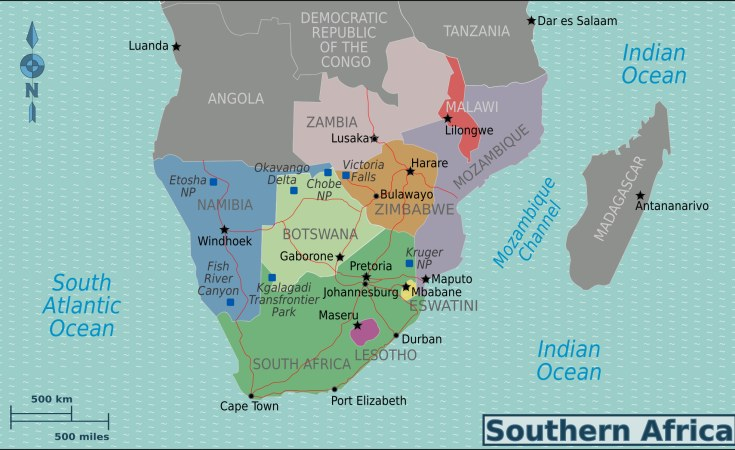 DEMOCRATIC
REPUBLIC
OF THE
CONGO
TANZANIA
Dar es Salaam
Luanda
Indian
Ocean
N
ANGOLA
MALAWI
ZAMBIA
Lusaka
Lilongwe
MOZAMBIQUE
Harare
Okavango
Delta
Victoria
Falls
Chobe
NP
Etosha
NP
Bulawayo
MADAGASCAR
Antananarivo
NAMIBIA
ZIMBABWE
Mozambique
Channel
Windhoek
BOTSWANA
Gaborone
Kruger
NP
Fish
River
Canyon
Pretoria
Maputo
Kgalagadi
Transfrontier
Park
Johannesburg
Mbabane
ESWATINI
South
Atlantic
Ocean
Maseru
Durban
LESOTHO
SOUTH AFRICA
Indian
Ocean
Port Elizabeth
Cape Town
500 km
500 miles
Southern Africa